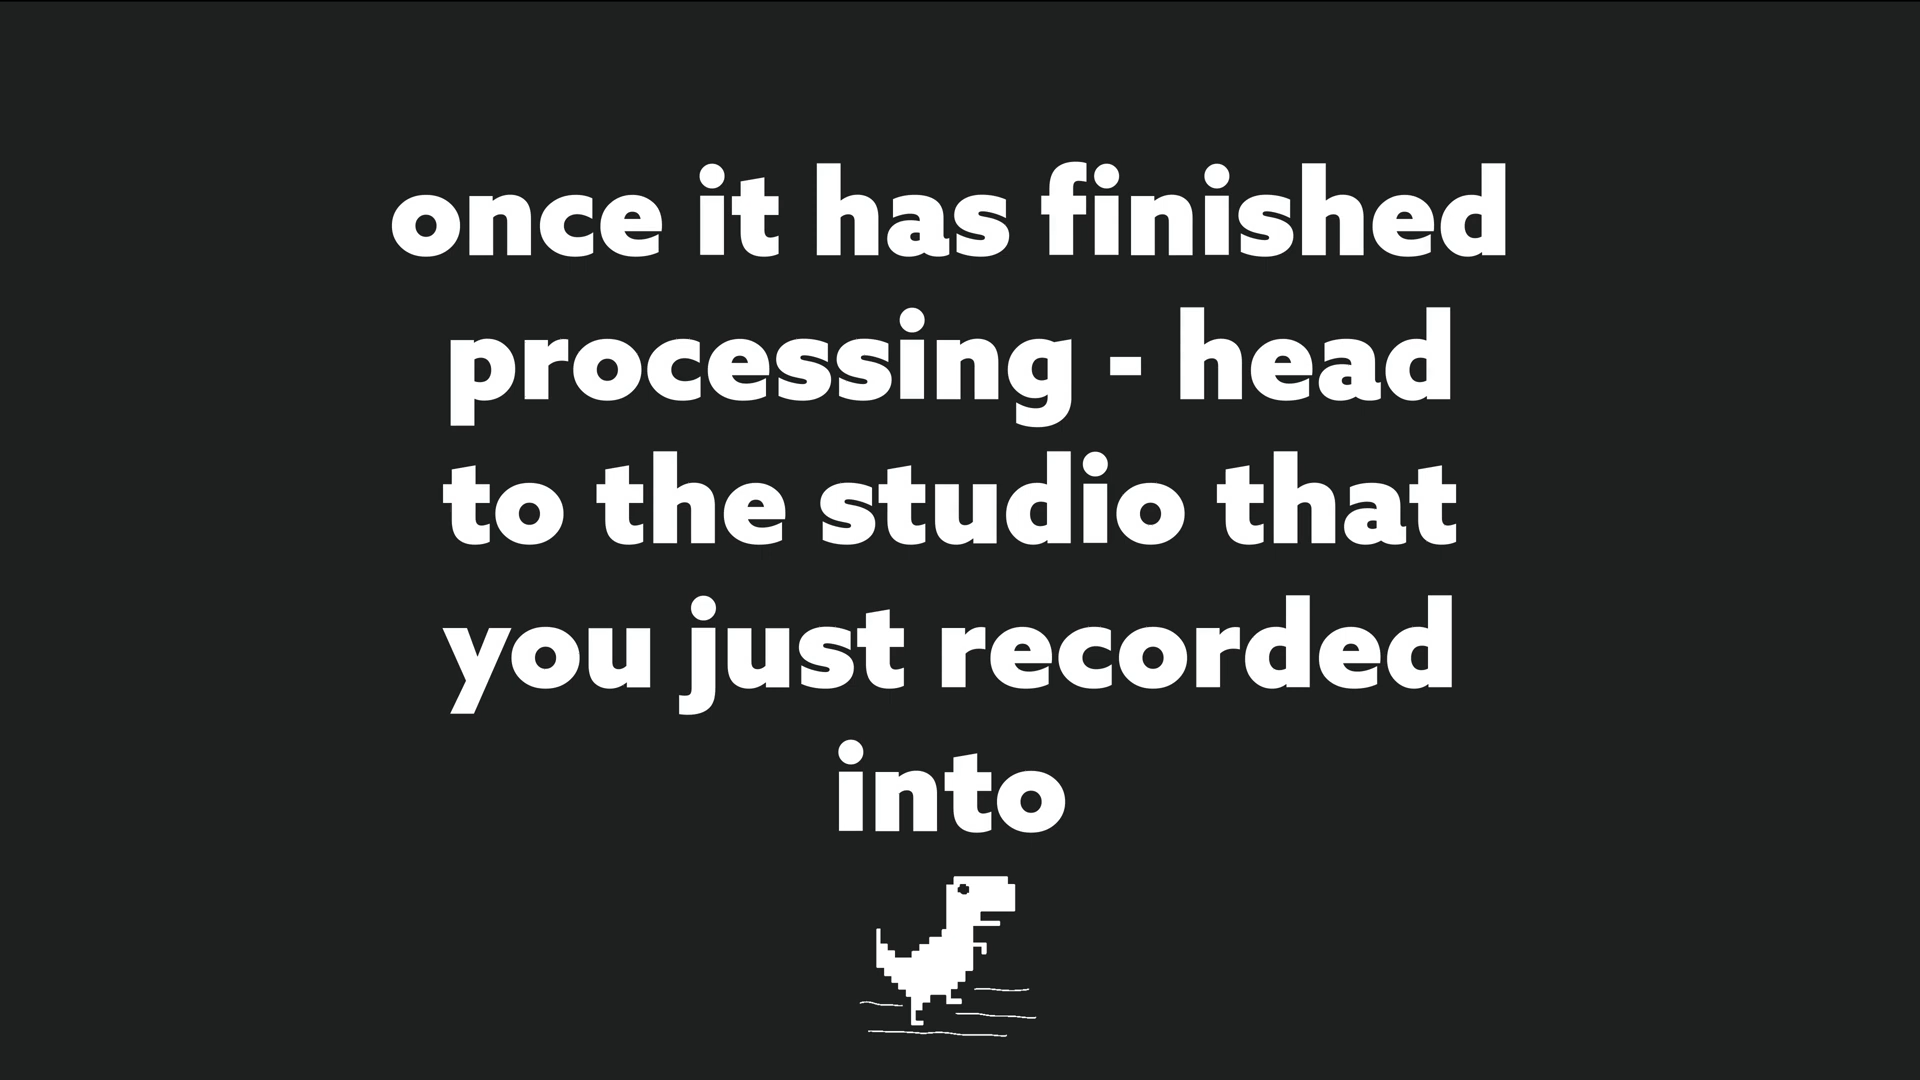 once it has finished
processing - head
to the studio that
you just recorded
into